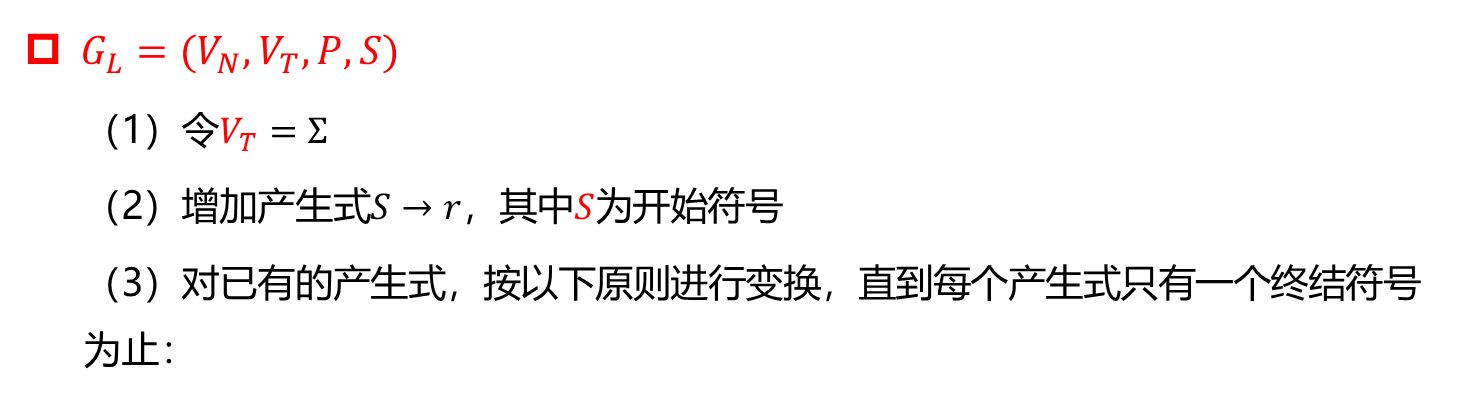 G_L = (V_N, V_T, P, S)
（1）令V_T = Σ
（2）增加产生式S → r，其中S为开始符号
（3）对已有的产生式，按以下原则进行变换，直到每个产生式只有一个终结符号
为止：